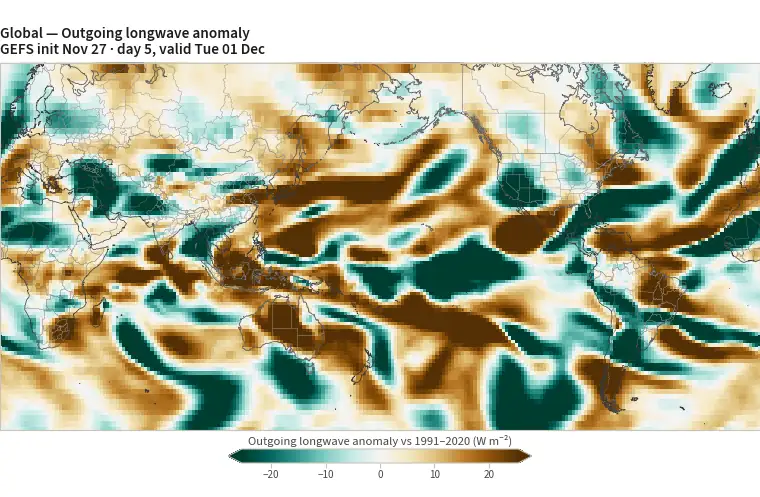 Global — Outgoing longwave anomaly
GEFS init Nov 27 · day 5, valid Tue 01 Dec
Outgoing longwave anomaly vs 1991–2020 (W m⁻²)
−20 −10 0 10 20